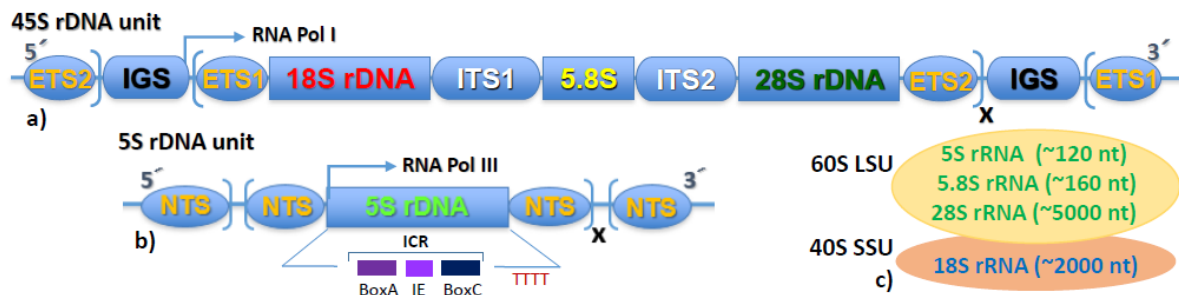 45S rDNA unit
5´ RNA Pol I 3´
ETS2 IGS ETS1 18S rDNA ITS1 5.8S ITS2 28S rDNA ETS2 IGS ETS1
a) x
5S rDNA unit
5´ RNA Pol III 3´
NTS NTS 5S rDNA NTS NTS
b) x
ICR
TTTT
BoxA IE BoxC
60S LSU 5S rRNA (~120 nt)
5.8S rRNA (~160 nt)
28S rRNA (~5000 nt)
40S SSU
18S rRNA (~2000 nt)
c)